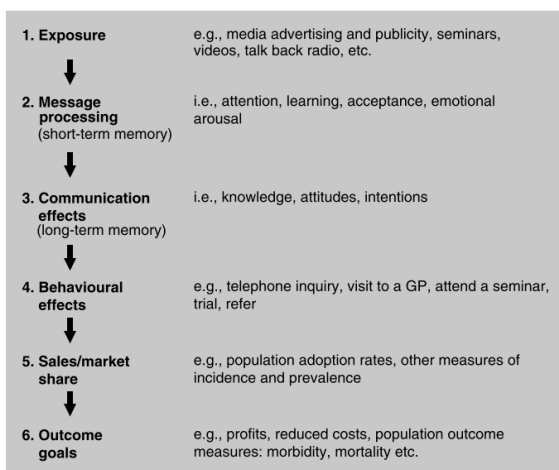 1. Exposure e.g., media advertising and publicity, seminars,
videos, talk back radio, etc.
2. Message i.e., attention, learning, acceptance, emotional
processing arousal
(short-term memory)
3. Communication i.e., knowledge, attitudes, intentions
effects
(long-term memory)
4. Behavioural e.g., telephone inquiry, visit to a GP, attend a seminar,
effects trial, refer
5. Sales/market e.g., population adoption rates, other measures of
share incidence and prevalence
6. Outcome e.g., profits, reduced costs, population outcome
goals measures: morbidity, mortality etc.